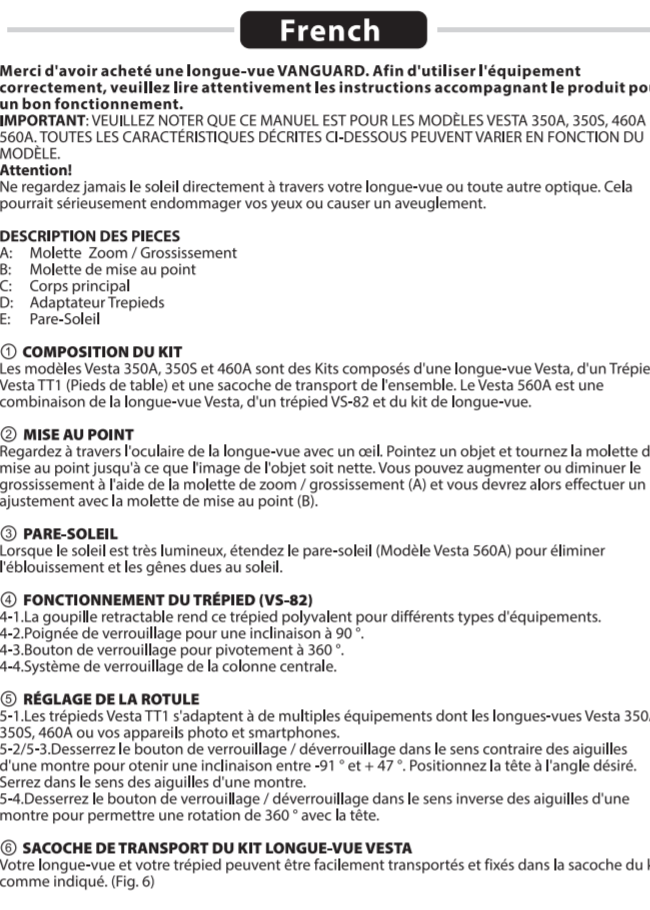 French
Merci d'avoir acheté une longue-vue VANGUARD. Afin d'utiliser l'équipement
correctement, veuillez lire attentivement les instructions accompagnant le produit
un bon fonctionnement.
IMPORTANT: VEUILLEZ NOTER QUE CE MANUEL EST POUR LES MODÈLES VESTA 350A, 350S, 460A
560A. TOUTES LES CARACTÉRISTIQUES DÉCRITES CI-DESSOUS PEUVENT VARIER EN FONCTION DU
MODÈLE.
Attention!
Ne regardez jamais le soleil directement à travers votre longue-vue ou toute autre optique. Cela
pourrait sérieusement endommager vos yeux ou causer un aveuglement.
DESCRIPTION DES PIECES
A: Molette Zoom / Grossissement
B: Molette de mise au point
C: Corps principal
D: Adaptateur Trepieds
E: Pare-Soleil
① COMPOSITION DU KIT
Les modèles Vesta 350A, 350S et 460A sont des Kits composés d'une longue-vue Vesta, d'un Trépie
Vesta TT1 (Pieds de table) et une sacoche de transport de l'ensemble. Le Vesta 560A est une
combinaison de la longue-vue Vesta, d'un trépied VS-82 et du kit de longue-vue.
② MISE AU POINT
Regardez à travers l'oculaire de la longue-vue avec un œil. Pointez un objet et tournez la molette d
mise au point jusqu'à ce que l'image de l'objet soit nette. Vous pouvez augmenter ou diminuer le
grossissement à l'aide de la molette de zoom / grossissement (A) et vous devrez alors effectuer un
ajustement avec la molette de mise au point (B).
③ PARE-SOLEIL
Lorsque le soleil est très lumineux, étendez le pare-soleil (Modèle Vesta 560A) pour éliminer
l'éblouissement et les gênes dues au soleil.
④ FONCTIONNEMENT DU TRÉPIED (VS-82)
4-1.La goupille retractable rend ce trépied polyvalent pour différents types d'équipements.
4-2.Poignée de verrouillage pour une inclinaison à 90 °.
4-3.Bouton de verrouillage pour pivotement à 360 °.
4-4.Système de verrouillage de la colonne centrale.
⑤ RÉGLAGE DE LA ROTULE
5-1.Les trépieds Vesta TT1 s'adaptent à de multiples équipements dont les longues-vues Vesta 350
350S, 460A ou vos appareils photo et smartphones.
5-2/5-3.Desserrez le bouton de verrouillage / déverrouillage dans le sens contraire des aiguilles
d'une montre pour otenir une inclinaison entre -91 ° et + 47 °. Positionnez la tête à l'angle désiré.
Serrez dans le sens des aiguilles d'une montre.
5-4.Desserrez le bouton de verrouillage / déverrouillage dans le sens inverse des aiguilles d'une
montre pour permettre une rotation de 360 ° avec la tête.
⑥ SACOCHE DE TRANSPORT DU KIT LONGUE-VUE VESTA
Votre longue-vue et votre trépied peuvent être facilement transportés et fixés dans la sacoche du
comme indiqué. (Fig. 6)